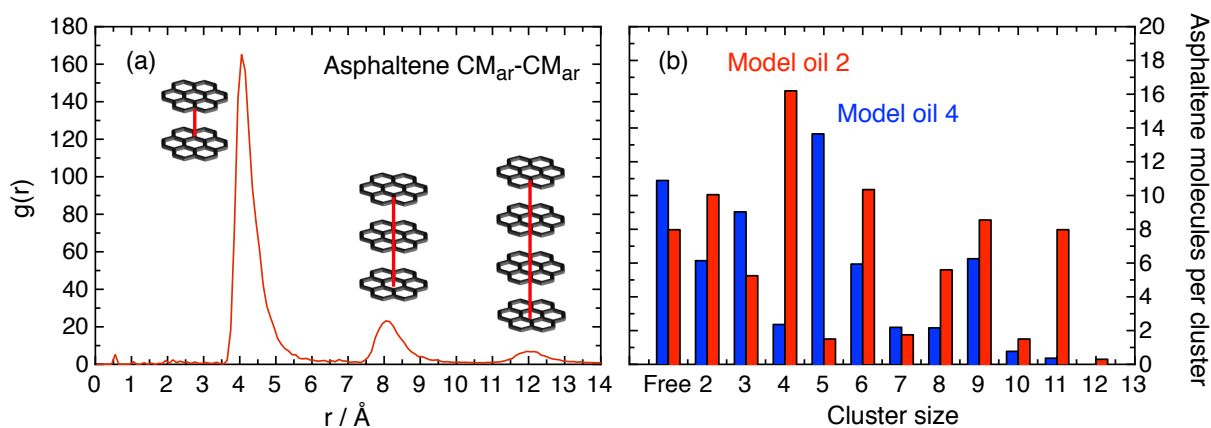 (a)
Asphaltene CMar-CMar
g(r)
180
160
140
120
100
80
60
40
20
0
0 1 2 3 4 5 6 7 8 9 10 11 12 13 14
r / Å
(b)
Model oil 2
Model oil 4
20
18
16
14
12
10
8
6
4
2
0
Asphaltene molecules per cluster
Free 2 3 4 5 6 7 8 9 10 11 12 13
Cluster size